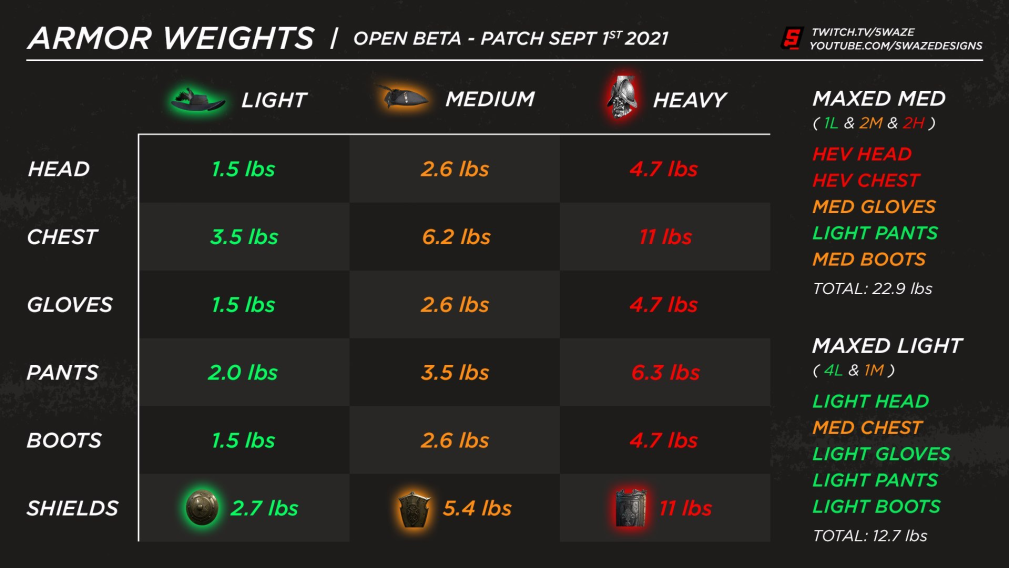 ARMOR WEIGHTS / OPEN BETA - PATCH SEPT 1ST 2021
TWITCH.TV/SWAZE
YOUTUBE.COM/SWAZEDESIGNS
LIGHT MEDIUM HEAVY
HEAD 1.5 lbs 2.6 lbs 4.7 lbs
CHEST 3.5 lbs 6.2 lbs 11 lbs
GLOVES 1.5 lbs 2.6 lbs 4.7 lbs
PANTS 2.0 lbs 3.5 lbs 6.3 lbs
BOOTS 1.5 lbs 2.6 lbs 4.7 lbs
SHIELDS 2.7 lbs 5.4 lbs 11 lbs
MAXED MED
( 1L & 2M & 2H )
HEV HEAD
HEV CHEST
MED GLOVES
LIGHT PANTS
MED BOOTS
TOTAL: 22.9 lbs
MAXED LIGHT
( 4L & 1M )
LIGHT HEAD
MED CHEST
LIGHT GLOVES
LIGHT PANTS
LIGHT BOOTS
TOTAL: 12.7 lbs